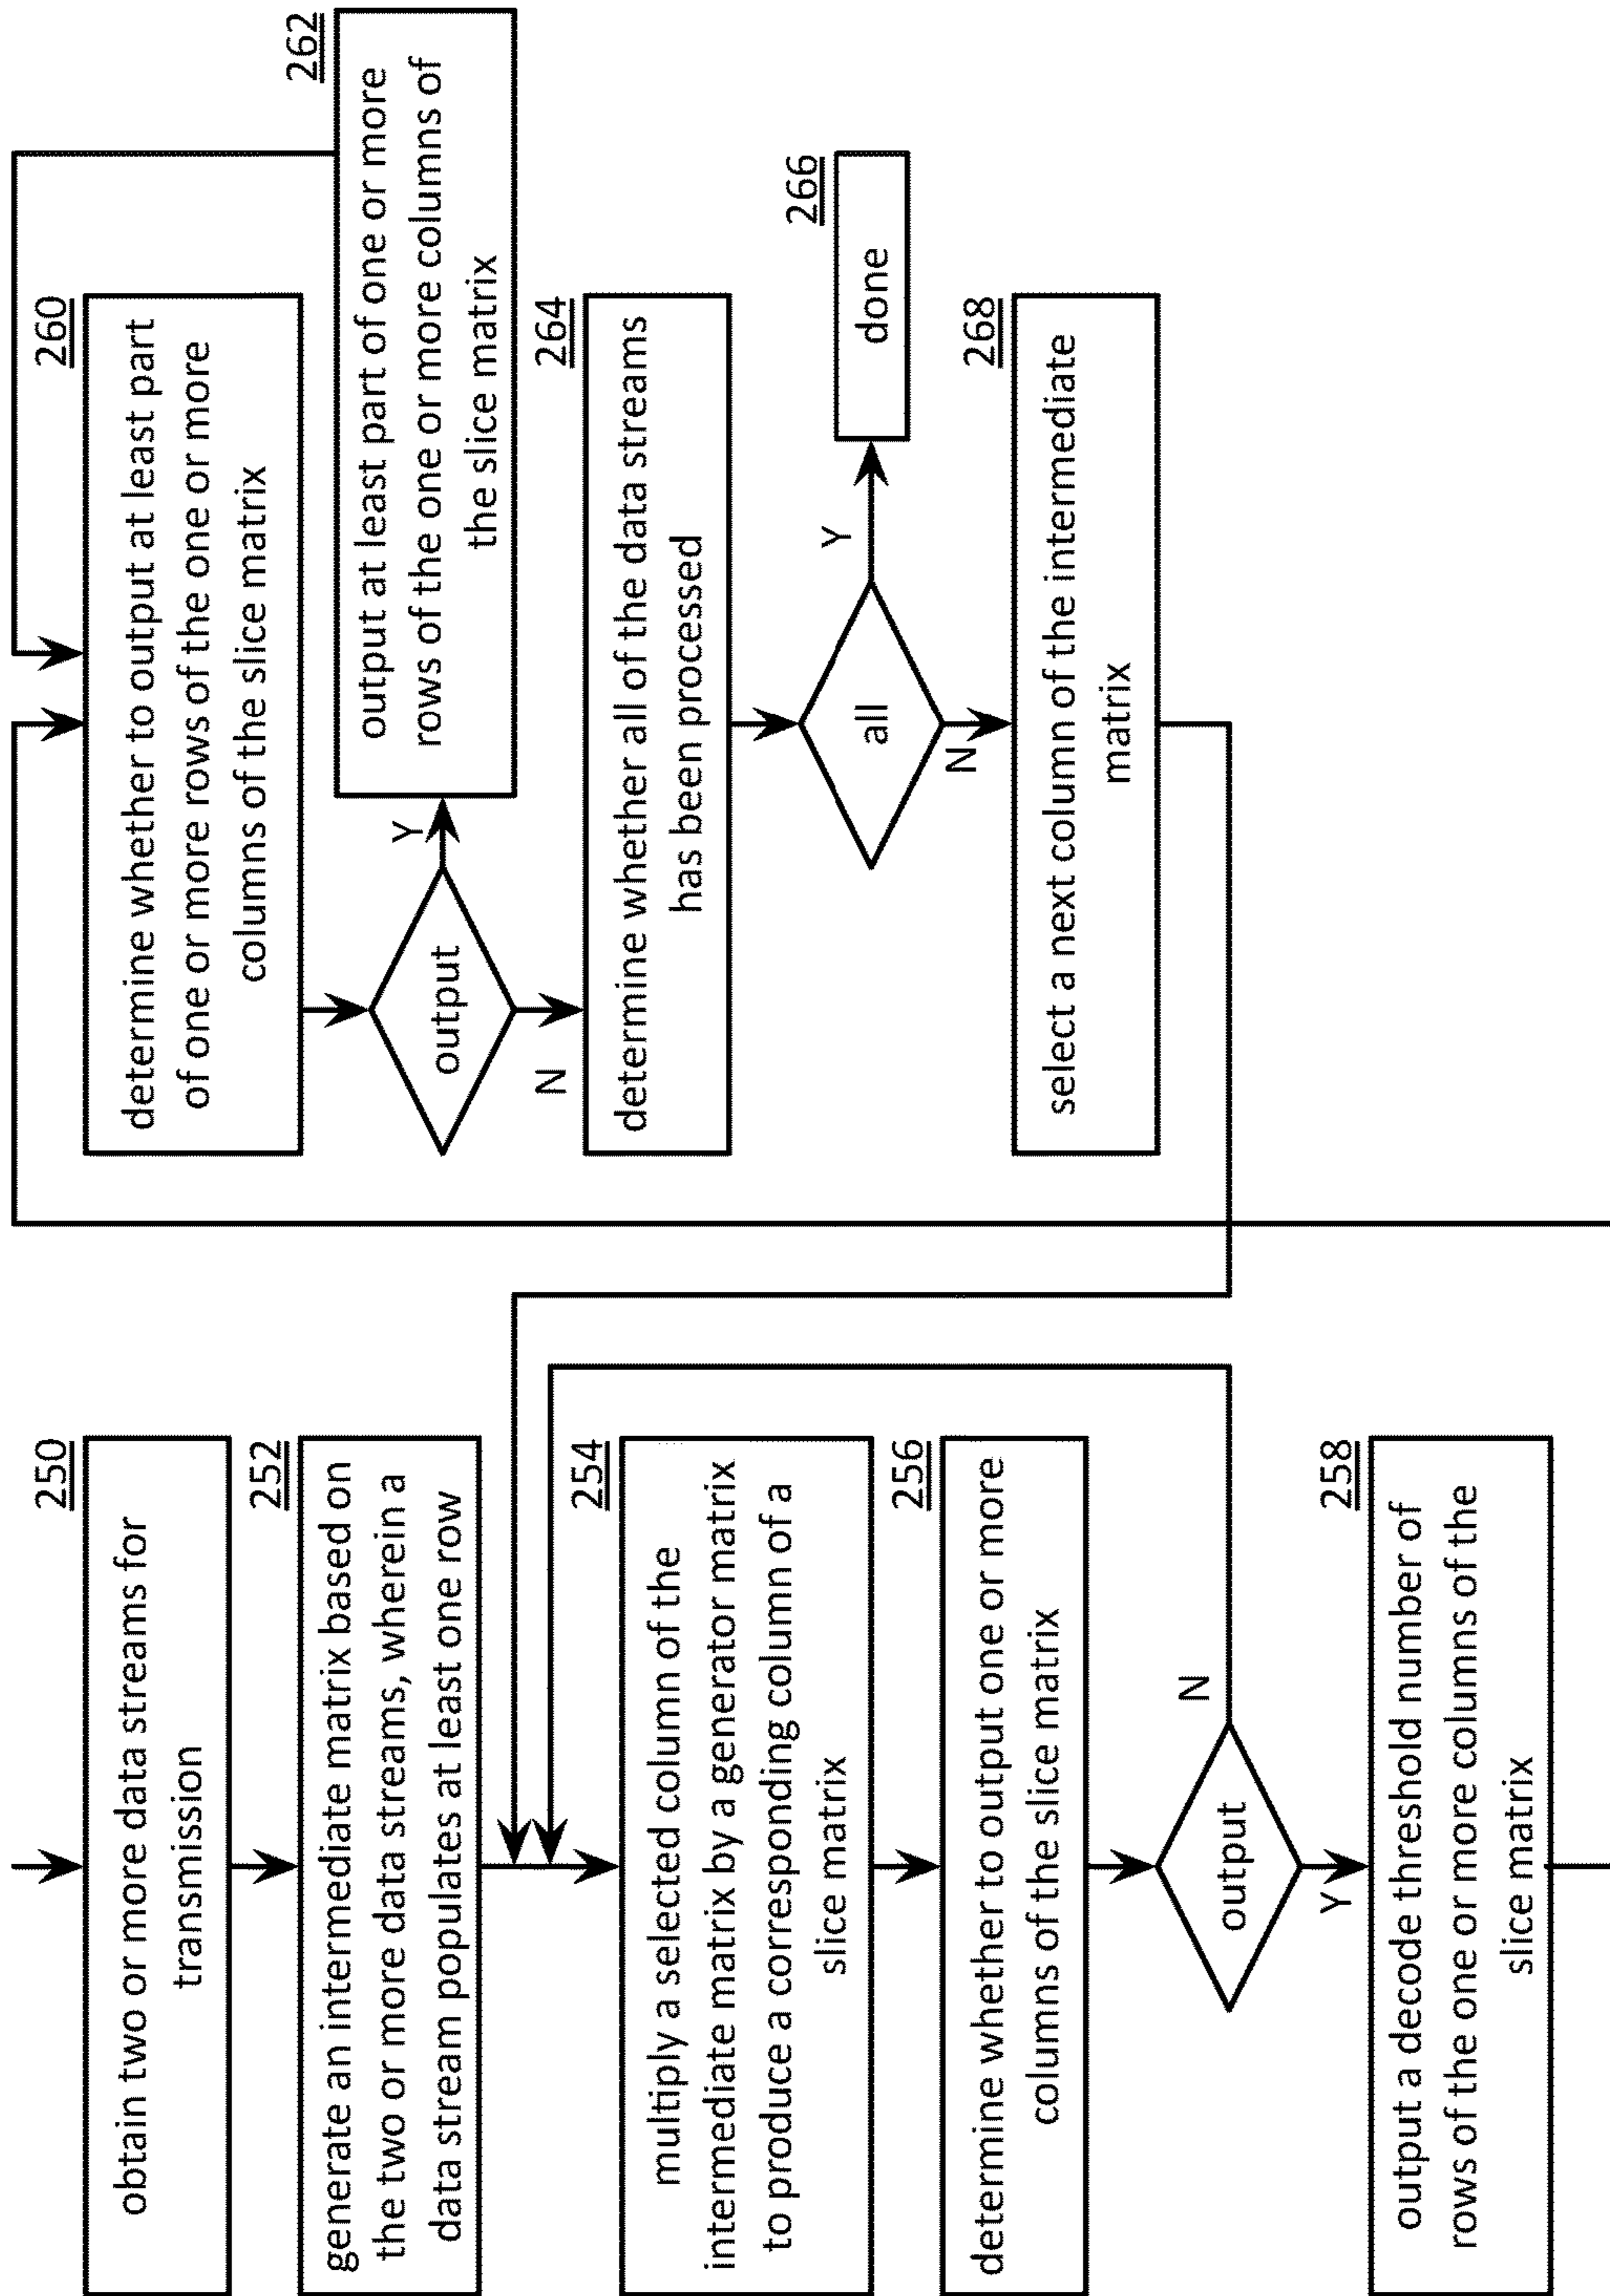 250
obtain two or more data streams for
transmission
252
generate an intermediate matrix based on
the two or more data streams, wherein a
data stream populates at least one row
254
multiply a selected column of the
intermediate matrix by a generator matrix
to produce a corresponding column of a
slice matrix
256
determine whether to output one or more
columns of the slice matrix
output
N
Y
258
output a decode threshold number of
rows of the one or more columns of the
slice matrix
260
determine whether to output at least part
of one or more rows of the one or more
columns of the slice matrix
output
Y
N
262
output at least part of one or more
rows of the one or more columns of
the slice matrix
264
determine whether all of the data streams
has been processed
all
Y
N
266
done
268
select a next column of the intermediate
matrix